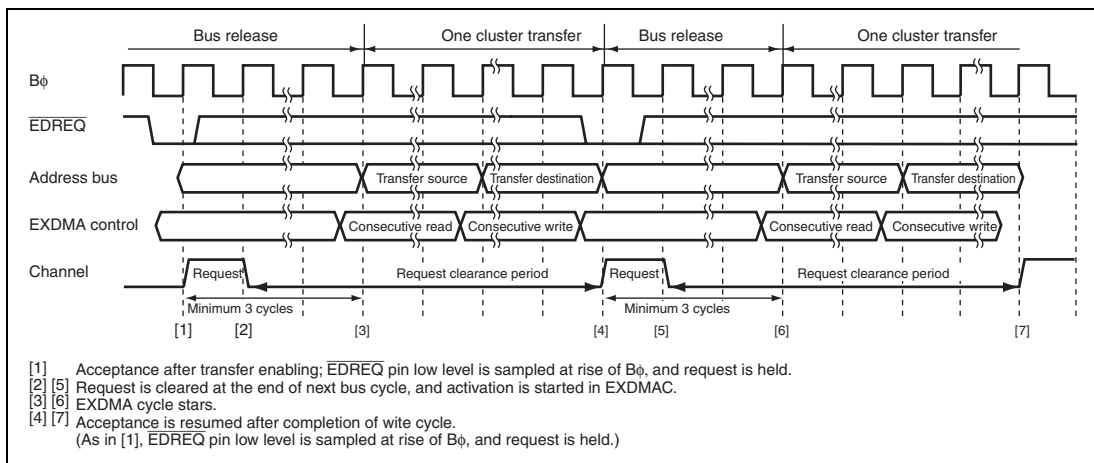 Bus release One cluster transfer Bus release One cluster transfer
Bϕ
EDREQ
Address bus Transfer source Transfer destination Transfer source Transfer destination
EXDMA control Consecutive read Consecutive write Consecutive read Consecutive write
Channel Request Request clearance period Request Request clearance period
Minimum 3 cycles Minimum 3 cycles
[1] [2] [3] [4] [5] [6] [7]
[1] Acceptance after transfer enabling; EDREQ pin low level is sampled at rise of Bϕ, and request is held.
[2] [5] Request is cleared at the end of next bus cycle, and activation is started in EXDMAC.
[3] [6] EXDMA cycle stars.
[4] [7] Acceptance is resumed after completion of wite cycle.
(As in [1], EDREQ pin low level is sampled at rise of Bϕ, and request is held.)